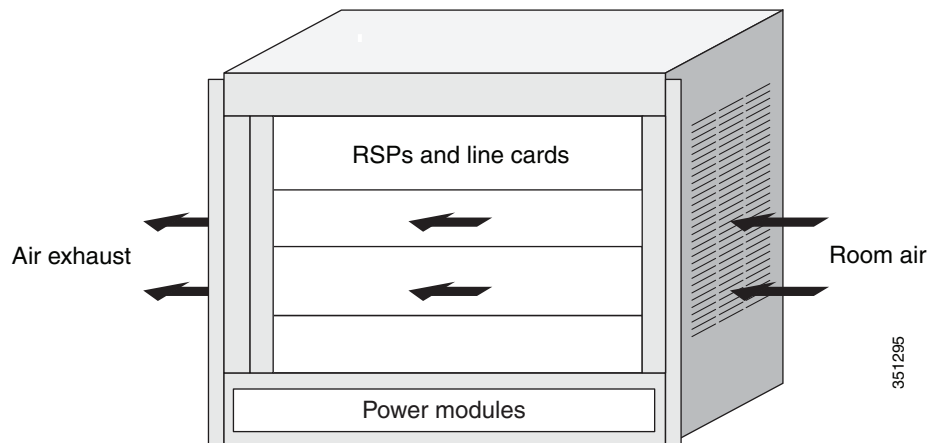 RSPs and line cards
Air exhaust
Room air
Power modules
351295